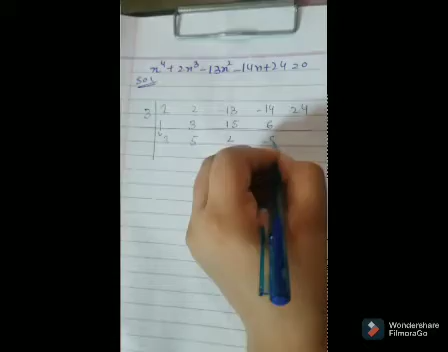 x⁴ + 2x³ - 13x² - 14x + 24 = 0
Sol
3 | 1 2 -13 -14 24
↓ 3 15 6
1 5 2 -8
Wondershare
FilmoraGo